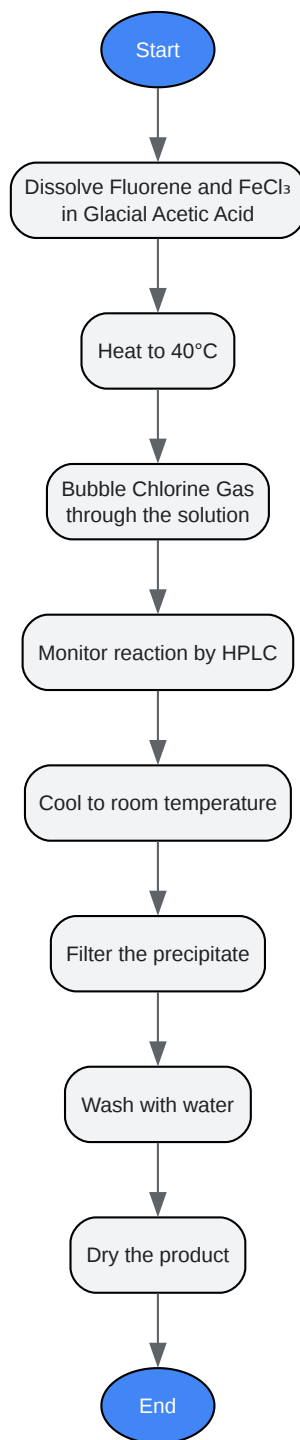 Start
Dissolve Fluorene and FeCl₃
in Glacial Acetic Acid
Heat to 40°C
Bubble Chlorine Gas
through the solution
Monitor reaction by HPLC
Cool to room temperature
Filter the precipitate
Wash with water
Dry the product
End